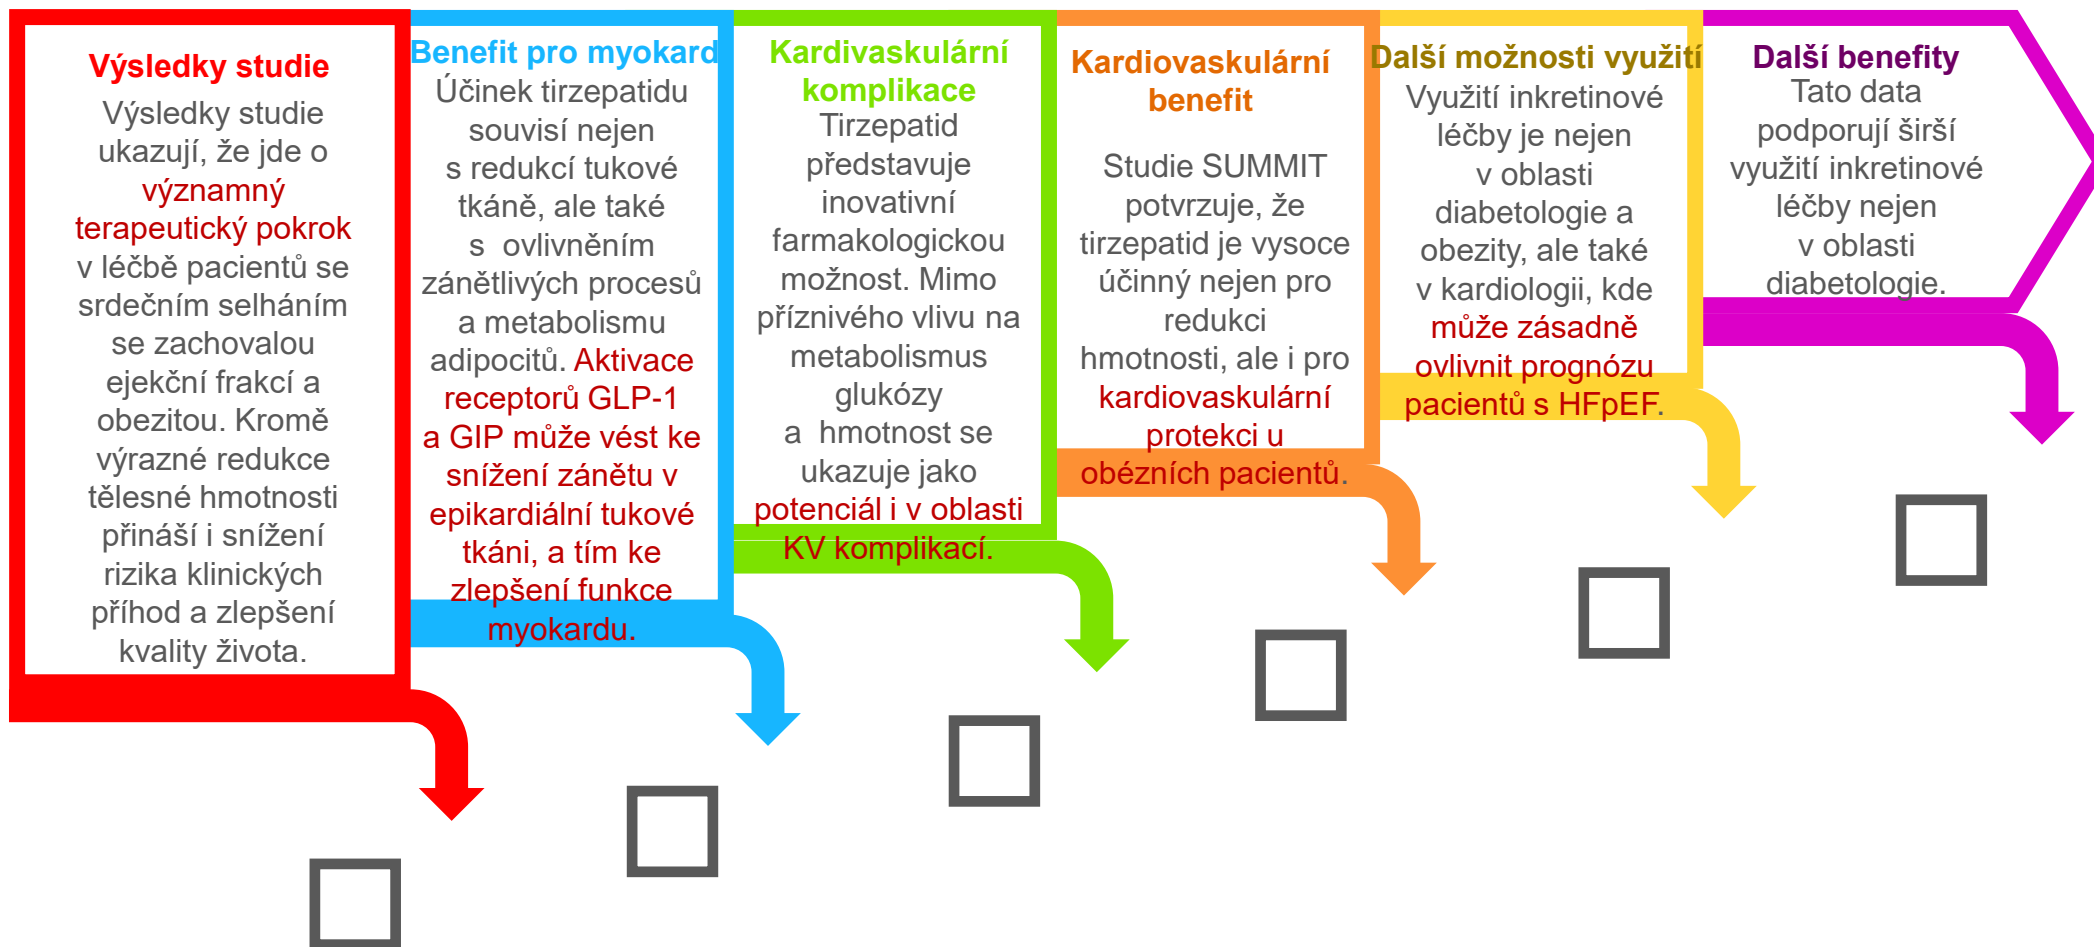 Výsledky studie
Výsledky studie
ukazují, že jde o
významný
terapeutický pokrok
v léčbě pacientů se
srdečním selháním
se zachovalou
ejekční frakcí a
obezitou. Kromě
výrazné redukce
tělesné hmotnosti
přináší i snížení
rizika klinických
příhod a zlepšení
kvality života.
Benefit pro myokard
Účinek tirzepatidu
souvisí nejen
s redukcí tukové
tkáně, ale také
s ovlivněním
zánětlivých procesů
a metabolismu
adipocitů. Aktivace
receptorů GLP-1
a GIP může vést ke
snížení zánětu v
epikardiální tukové
tkáni, a tím ke
zlepšení funkce
myokardu.
Kardivaskulární
komplikace
Tirzepatid
představuje
inovativní
farmakologickou
možnost. Mimo
příznivého vlivu na
metabolismus
glukózy
a hmotnost se
ukazuje jako
potenciál i v oblasti
KV komplikací.
Kardiovaskulární
benefit
Studie SUMMIT
potvrzuje, že
tirzepatid je vysoce
účinný nejen pro
redukci
hmotnosti, ale i pro
kardiovaskulární
protekci u
obézních pacientů.
Další možnosti využití
Využití inkretinové
léčby je nejen
v oblasti
diabetologie a
obezity, ale také
v kardiologii, kde
může zásadně
ovlivnit prognózu
pacientů s HFpEF.
Další benefity
Tato data
podporují širší
využití inkretinové
léčby nejen
v oblasti
diabetologie.